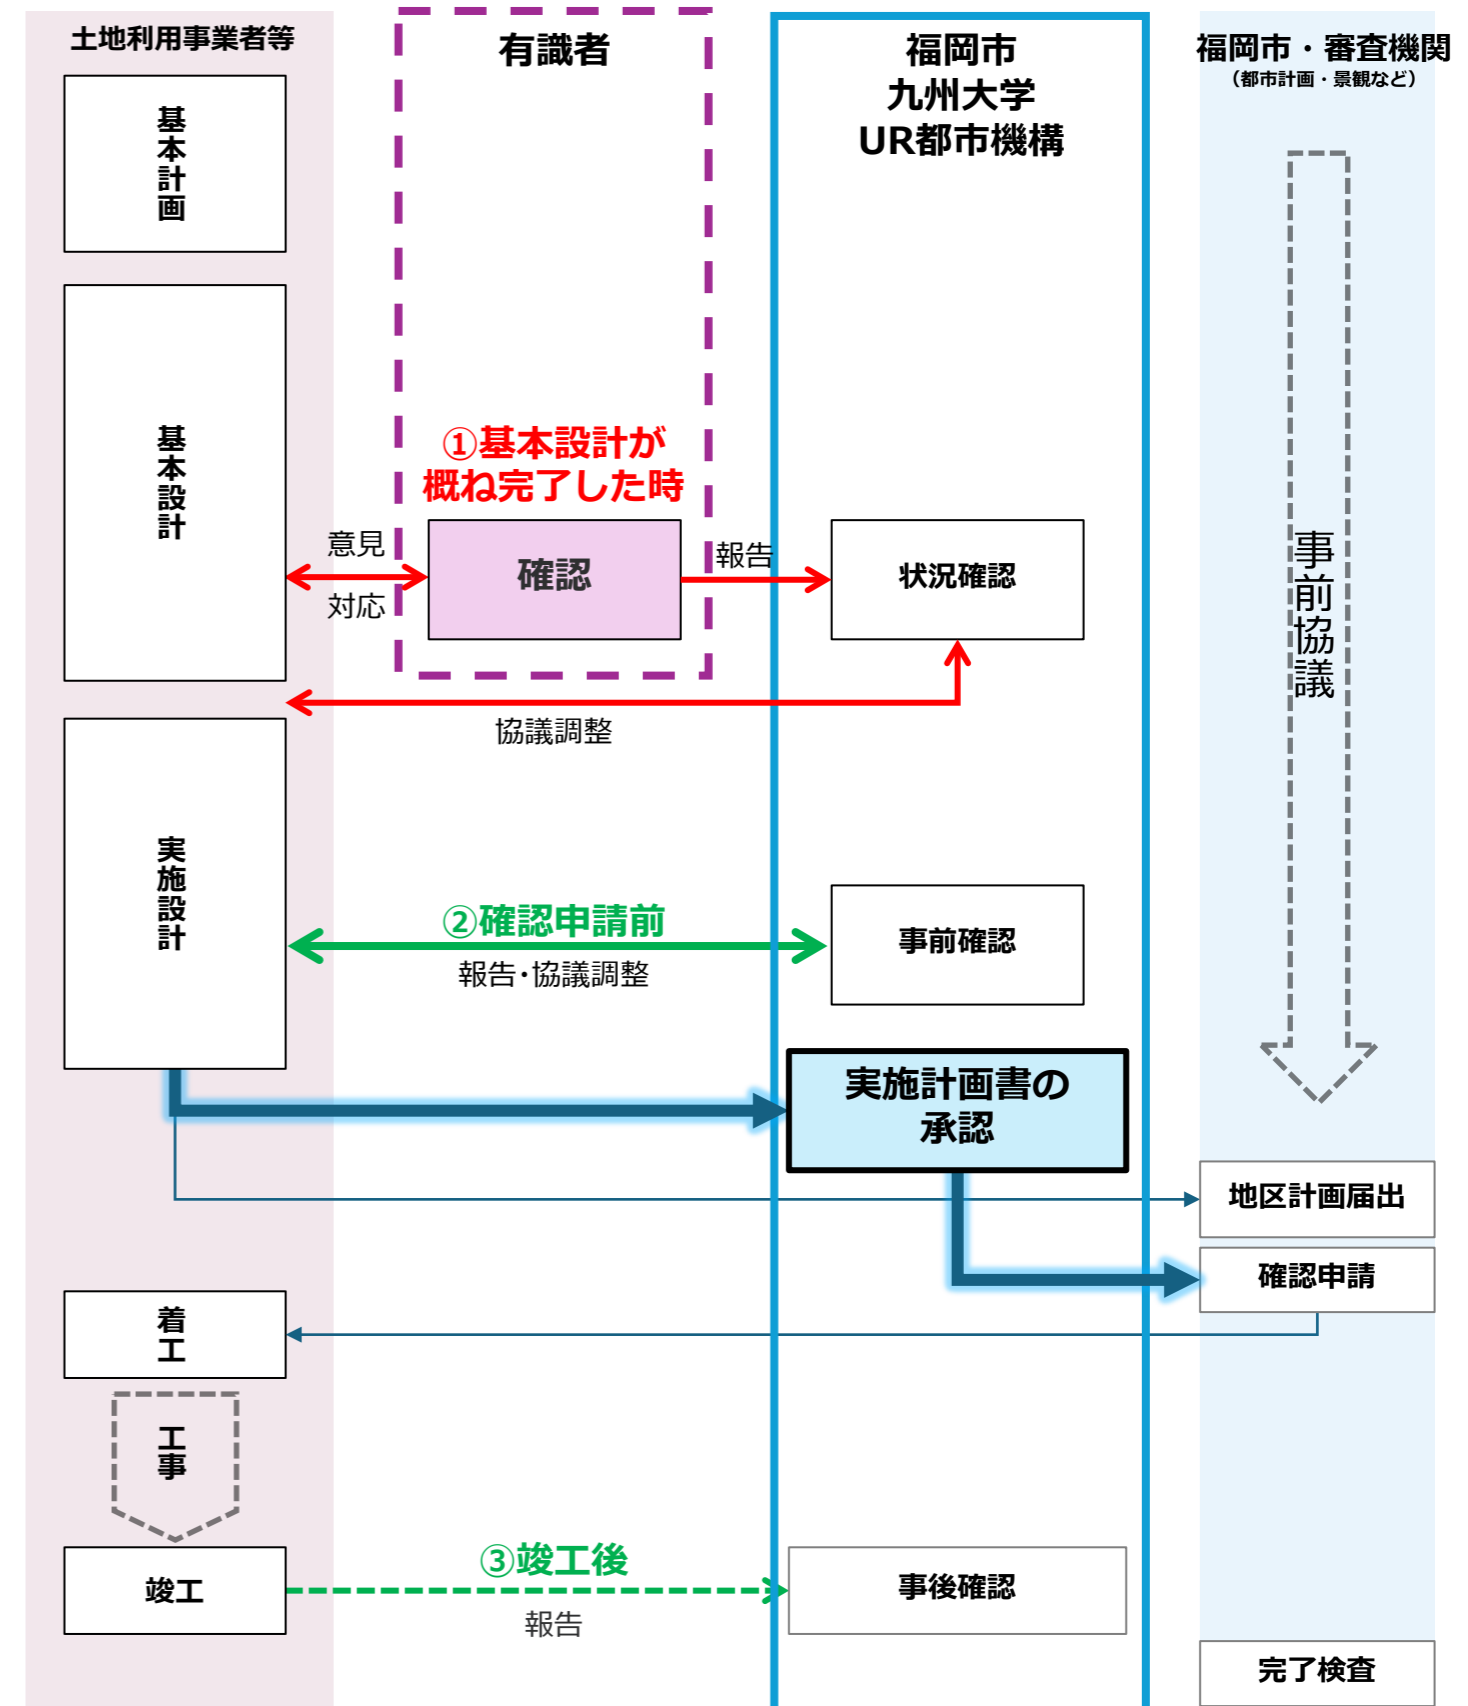 土地利用事業者等
有識者
福岡市
九州大学
UR都市機構
福岡市・審査機関
（都市計画・景観など）
基本計画
基本設計
①基本設計が
概ね完了した時
意見
対応
確認
報告
状況確認
協議調整
事前協議
実施設計
②確認申請前
報告・協議調整
事前確認
実施計画書の
承認
地区計画届出
確認申請
着工
工事
竣工
③竣工後
報告
事後確認
完了検査